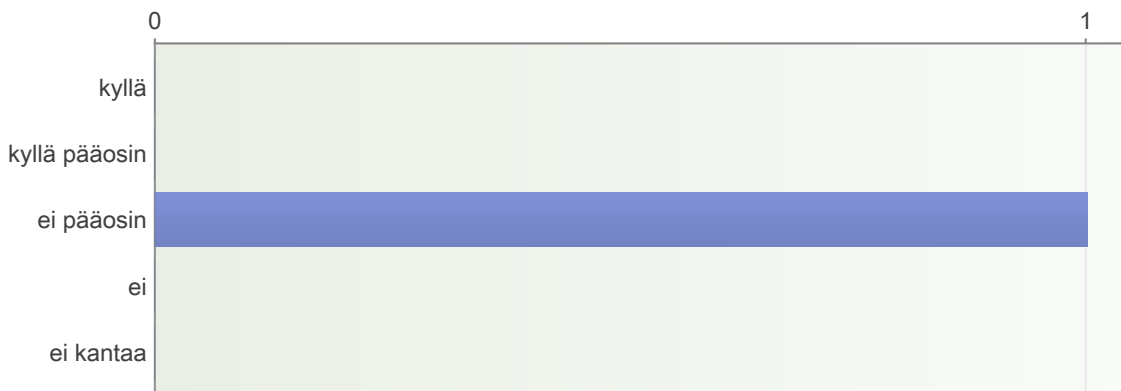 0 1
kyllä
kyllä pääosin
ei pääosin
ei
ei kantaa